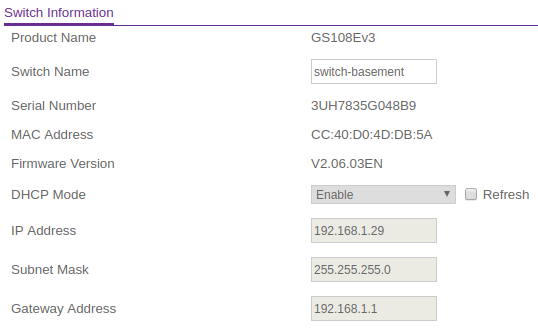 Switch Information
Product Name GS108Ev3
Switch Name switch-basement
Serial Number 3UH7835G048B9
MAC Address CC:40:D0:4D:DB:5A
Firmware Version V2.06.03EN
DHCP Mode Enable Refresh
IP Address 192.168.1.29
Subnet Mask 255.255.255.0
Gateway Address 192.168.1.1